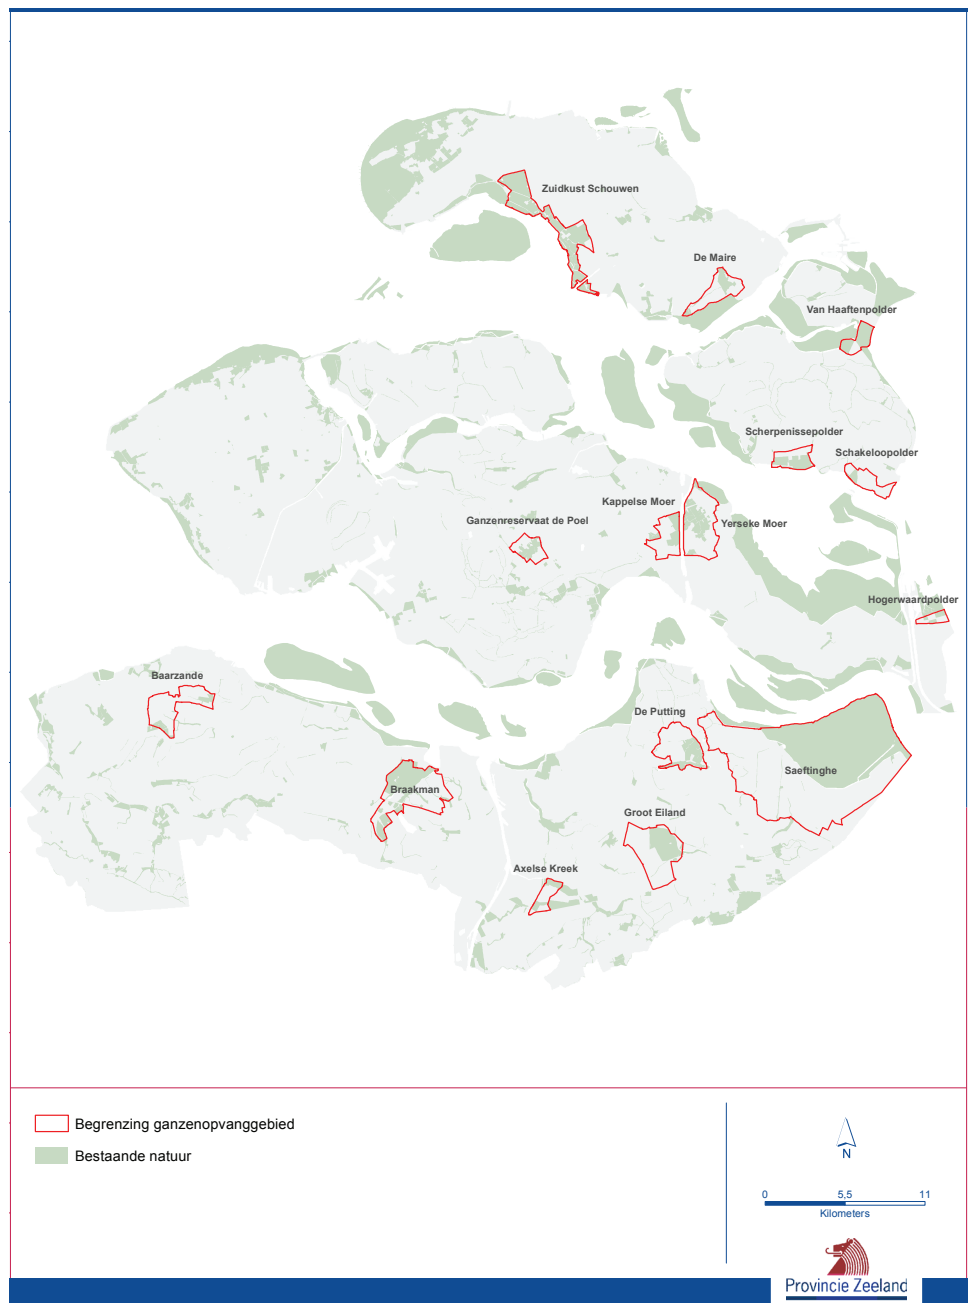 Zuidkust Schouwen
De Maire
Van Haaftenpolder
Scherpenissepolder
Schakeloopolder
Kappelse Moer
Ganzenreservaat de Poel
Yerseke Moer
Hogerwaardpolder
Baarzande
De Putting
Saeftinghe
Braakman
Groot Eiland
Axelse Kreek
Begrenzing ganzenopvanggebied
Bestaande natuur
N
0 5,5 11
Kilometers
Provincie Zeeland